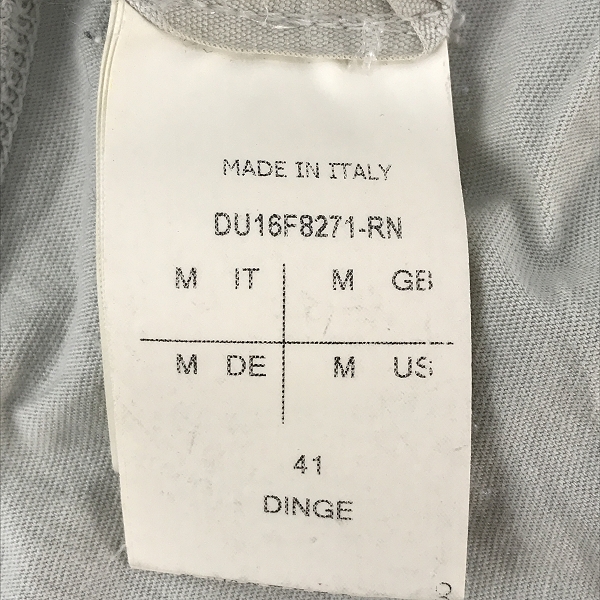 MADE IN ITALY
DU16F8271-RN
M IT M GB
M DE M US
41
DINGE